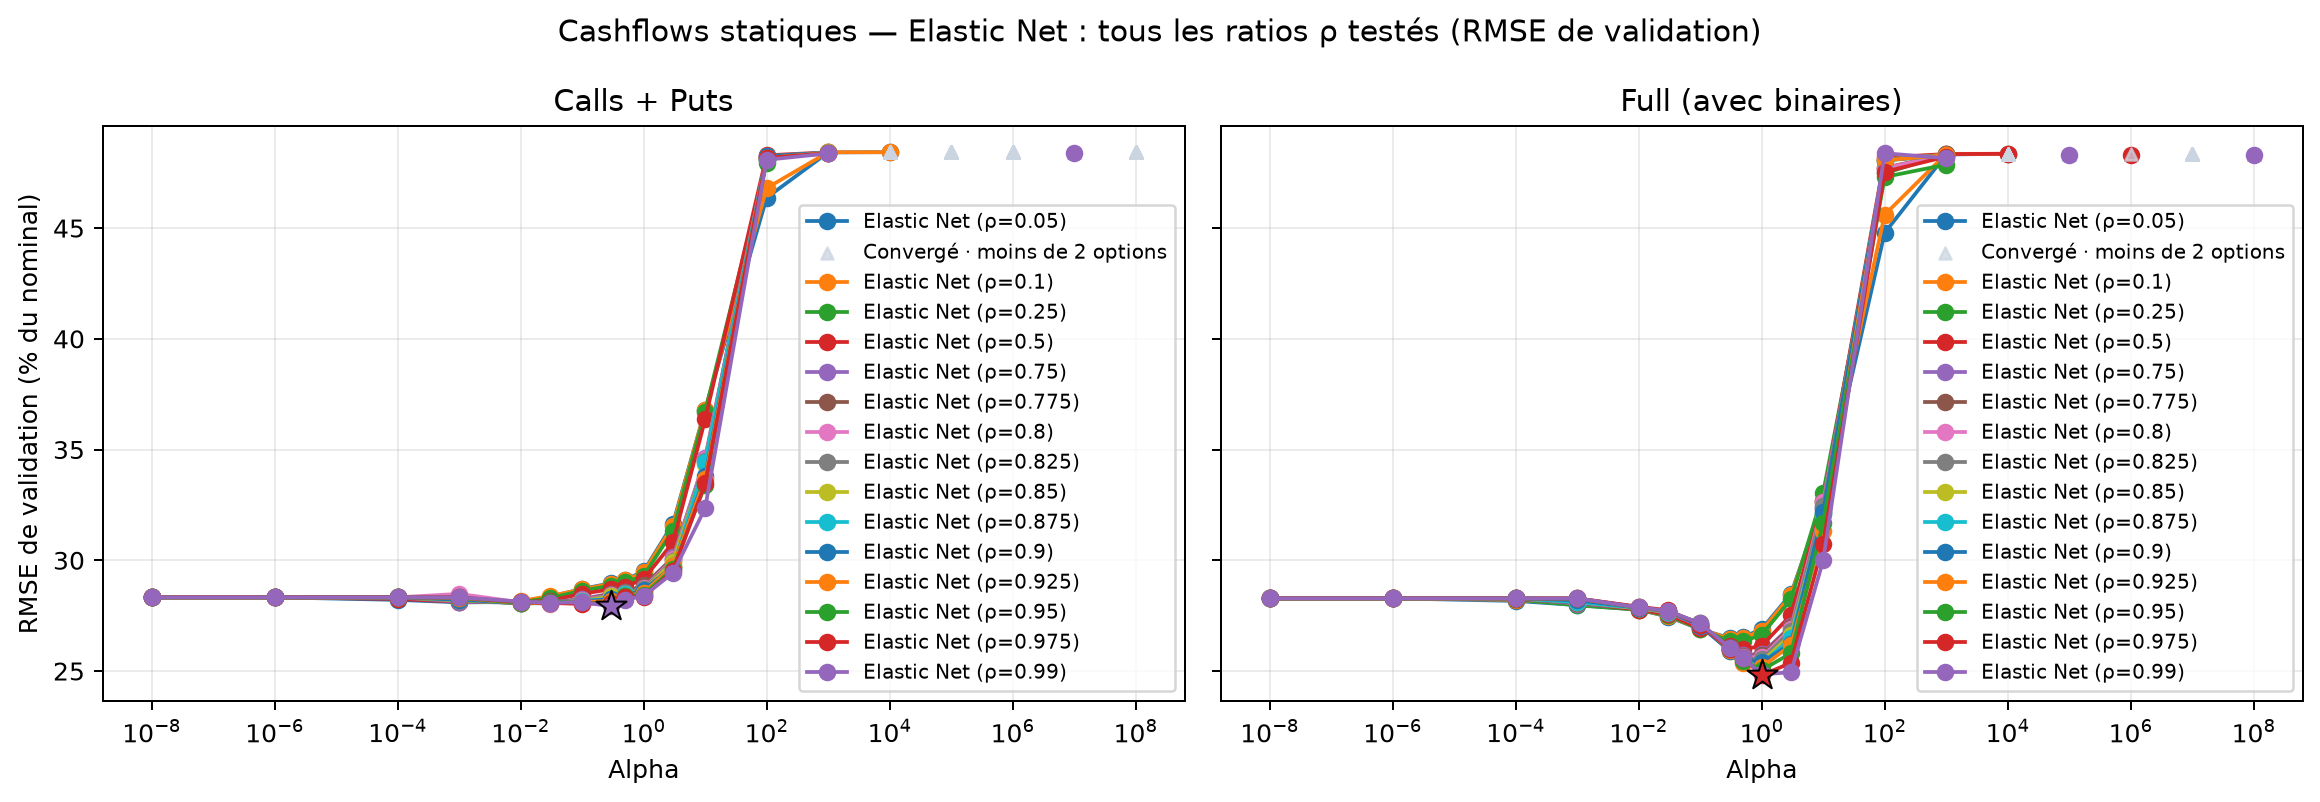 Cashflows statiques — Elastic Net : tous les ratios ρ testés (RMSE de validation)
Calls + Puts
RMSE de validation (% du nominal)
45
40
35
30
25
10⁻⁸
10⁻⁶
10⁻⁴
10⁻²
10⁰
10²
10⁴
10⁶
10⁸
Alpha
Elastic Net (ρ=0.05)
Convergé · moins de 2 options
Elastic Net (ρ=0.1)
Elastic Net (ρ=0.25)
Elastic Net (ρ=0.5)
Elastic Net (ρ=0.75)
Elastic Net (ρ=0.775)
Elastic Net (ρ=0.8)
Elastic Net (ρ=0.825)
Elastic Net (ρ=0.85)
Elastic Net (ρ=0.875)
Elastic Net (ρ=0.9)
Elastic Net (ρ=0.925)
Elastic Net (ρ=0.95)
Elastic Net (ρ=0.975)
Elastic Net (ρ=0.99)
Full (avec binaires)
10⁻⁸
10⁻⁶
10⁻⁴
10⁻²
10⁰
10²
10⁴
10⁶
10⁸
Alpha
Elastic Net (ρ=0.05)
Convergé · moins de 2 options
Elastic Net (ρ=0.1)
Elastic Net (ρ=0.25)
Elastic Net (ρ=0.5)
Elastic Net (ρ=0.75)
Elastic Net (ρ=0.775)
Elastic Net (ρ=0.8)
Elastic Net (ρ=0.825)
Elastic Net (ρ=0.85)
Elastic Net (ρ=0.875)
Elastic Net (ρ=0.9)
Elastic Net (ρ=0.925)
Elastic Net (ρ=0.95)
Elastic Net (ρ=0.975)
Elastic Net (ρ=0.99)